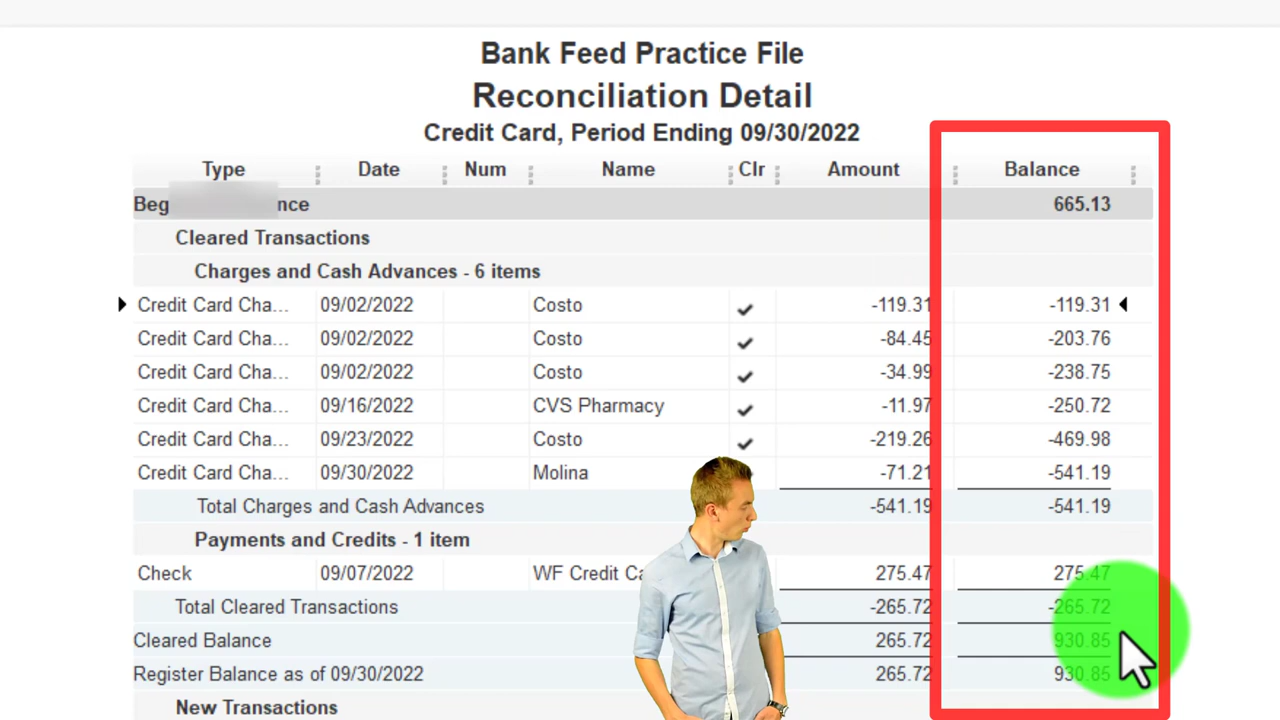 Bank Feed Practice File
Reconciliation Detail
Credit Card, Period Ending 09/30/2022
Type Date Num Name Clr Amount Balance
Beg nce 665.13
Cleared Transactions
Charges and Cash Advances - 6 items
Credit Card Cha... 09/02/2022 Costo -119.31 -119.31
Credit Card Cha... 09/02/2022 Costo -84.45 -203.76
Credit Card Cha... 09/02/2022 Costo -34.99 -238.75
Credit Card Cha... 09/16/2022 CVS Pharmacy -11.97 -250.72
Credit Card Cha... 09/23/2022 Costo -219.26 -469.98
Credit Card Cha... 09/30/2022 Molina -71.21 -541.19
Total Charges and Cash Advances -541.19 -541.19
Payments and Credits - 1 item
Check 09/07/2022 WF Credit Ca 275.47 275.47
Total Cleared Transactions -265.72 -265.72
Cleared Balance 265.72 930.85
Register Balance as of 09/30/2022 265.72 930.85
New Transactions